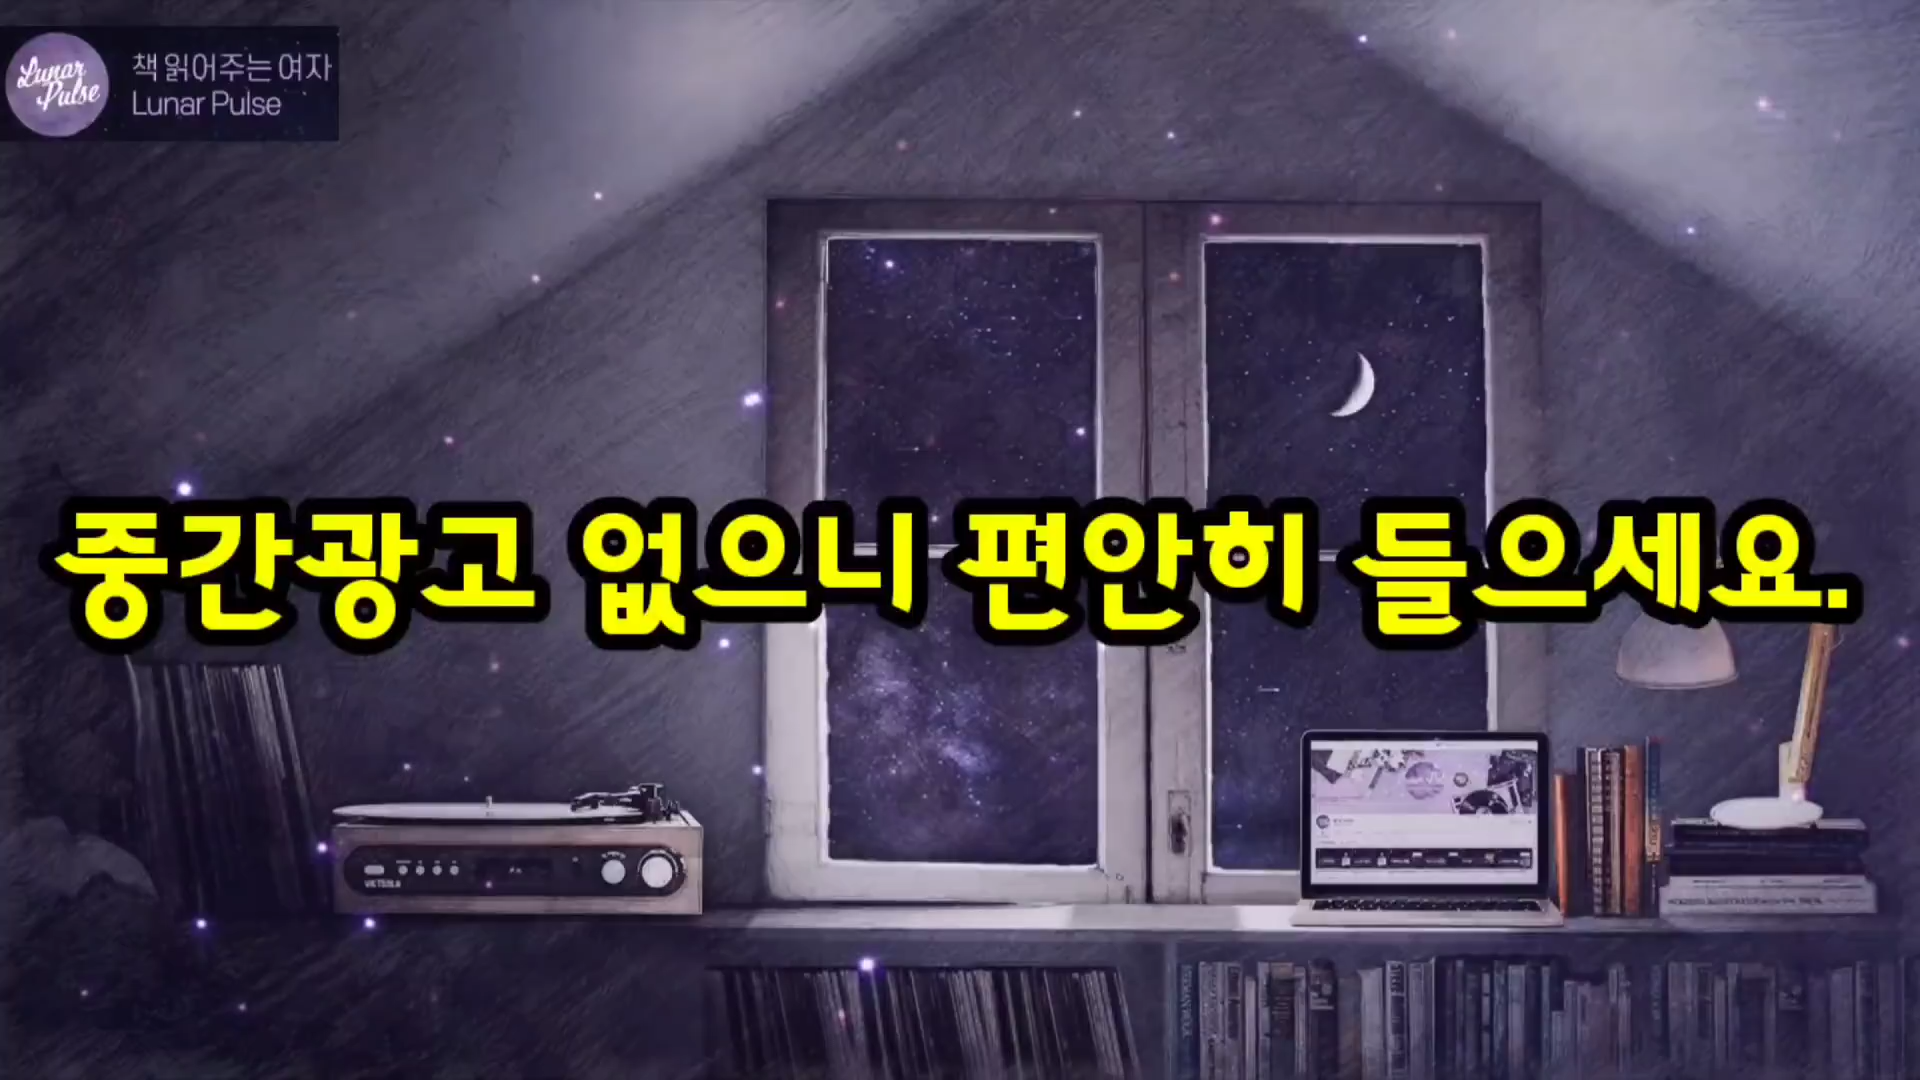 Lunar
Pulse
책 읽어주는 여자
Lunar Pulse
중간광고 없으니 편안히 들으세요.
VICTROLA